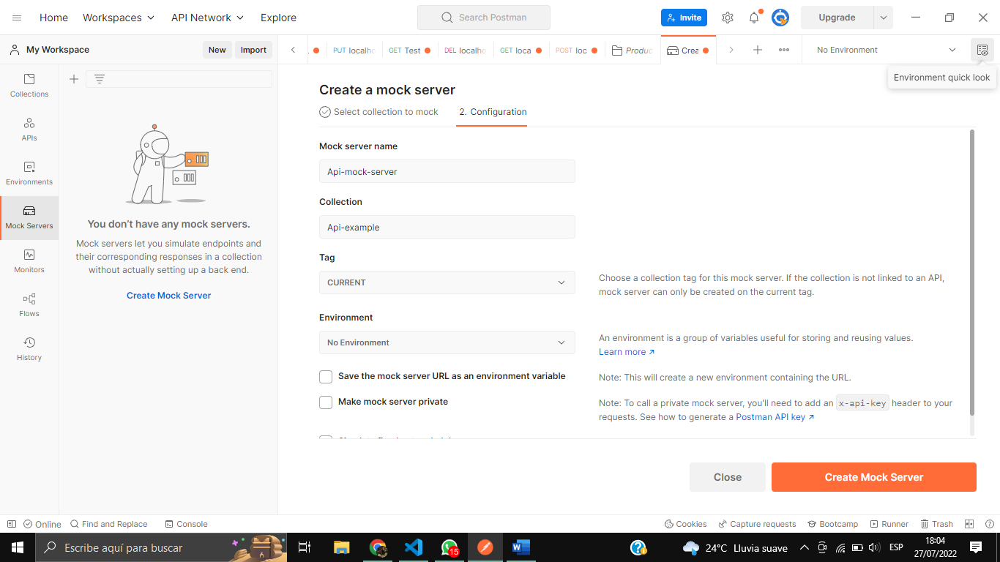 Home Workspaces API Network Explore Search Postman Invite Upgrade
My Workspace New Import PUT localho GET Test DEL localho GET loca POST loc Produc Crea No Environment
Environment quick look
Collections
APIs
Environments
Mock Servers
Monitors
Flows
History
You don’t have any mock servers.
Mock servers let you simulate endpoints and
their corresponding responses in a collection
without actually setting up a back end.
Create Mock Server
Create a mock server
Select collection to mock 2. Configuration
Mock server name
Api-mock-server
Collection
Api-example
Tag
CURRENT
Choose a collection tag for this mock server. If the collection is not linked to an API,
mock server can only be created on the current tag.
Environment
No Environment
An environment is a group of variables useful for storing and reusing values.
Learn more ↗
Save the mock server URL as an environment variable
Note: This will create a new environment containing the URL.
Make mock server private
Note: To call a private mock server, you'll need to add an x-api-key header to your
requests. See how to generate a Postman API key ↗
Close Create Mock Server
Online Find and Replace Console Cookies Capture requests Bootcamp Runner Trash
Escribe aquí para buscar 15 24°C Lluvia suave ESP 18:04
27/07/2022